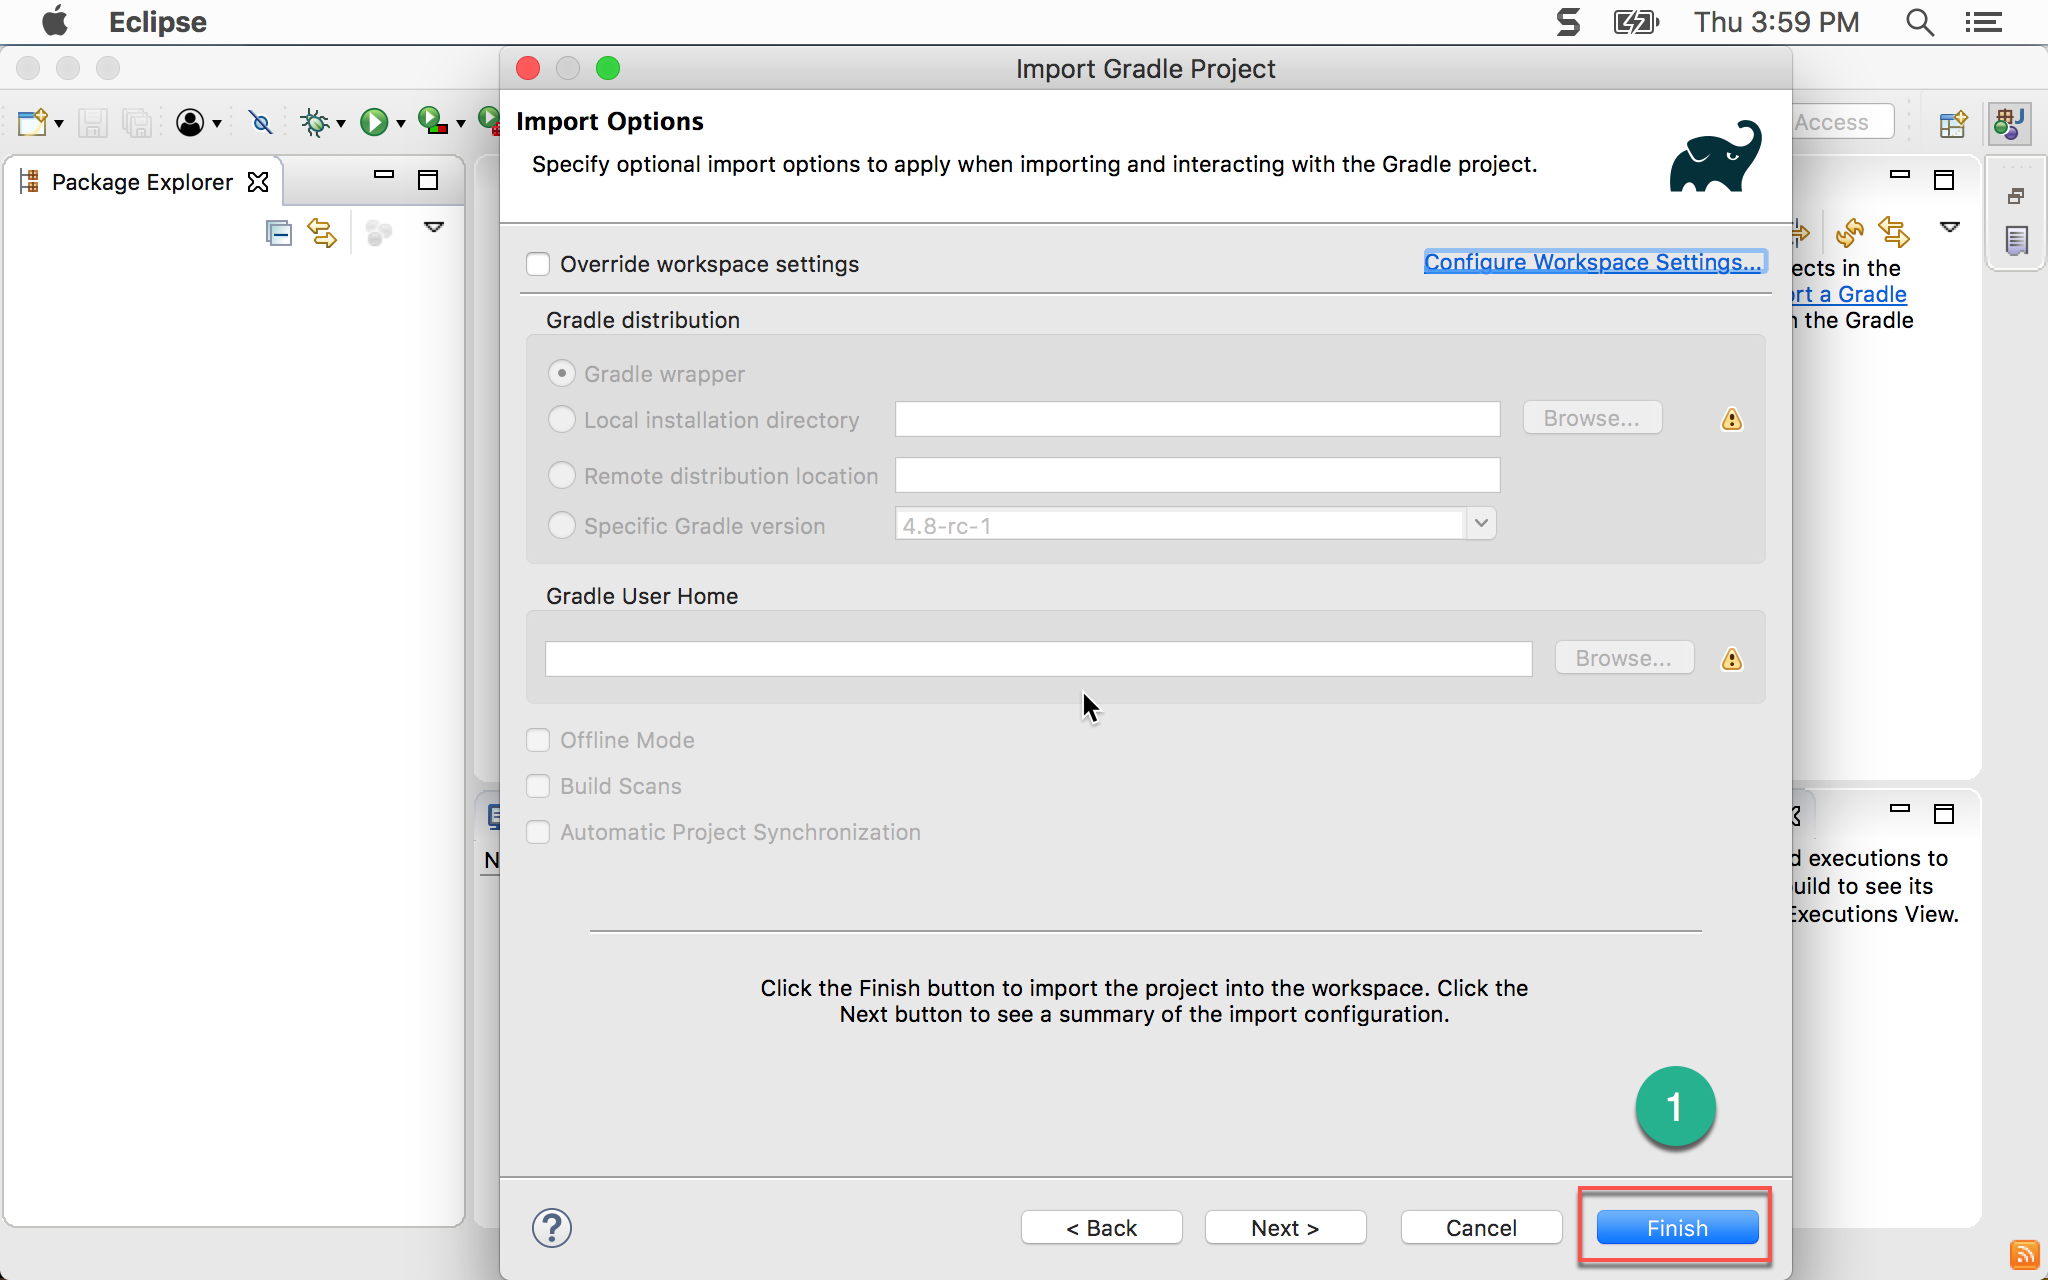 Eclipse
Thu 3:59 PM
Import Gradle Project
Import Options
Specify optional import options to apply when importing and interacting with the Gradle project.
Access
Package Explorer
Override workspace settings
Configure Workspace Settings...
ects in the
rt a Gradle
the Gradle
Gradle distribution
Gradle wrapper
Local installation directory
Browse...
Remote distribution location
Specific Gradle version
4.8-rc-1
Gradle User Home
Browse...
Offline Mode
Build Scans
Automatic Project Synchronization
N
d executions to
uild to see its
Executions View.
Click the Finish button to import the project into the workspace. Click the
Next button to see a summary of the import configuration.
1
?
< Back
Next >
Cancel
Finish